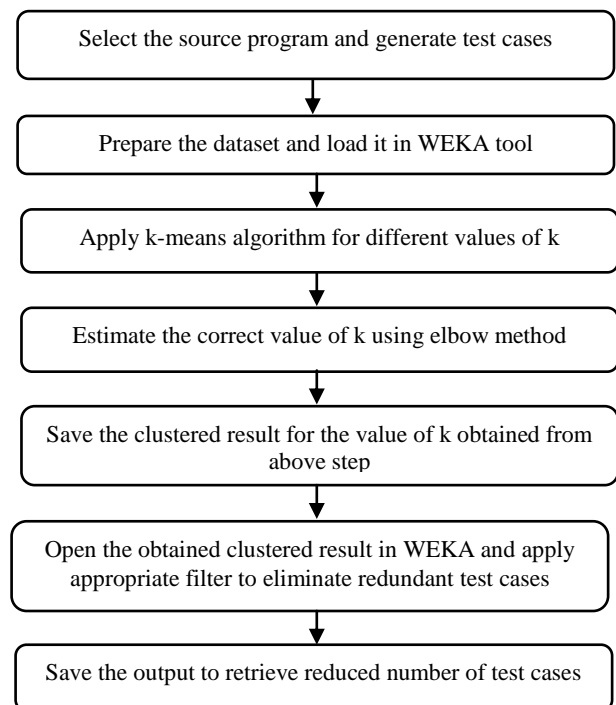 Select the source program and generate test cases
Prepare the dataset and load it in WEKA tool
Apply k-means algorithm for different values of k
Estimate the correct value of k using elbow method
Save the clustered result for the value of k obtained from
above step
Open the obtained clustered result in WEKA and apply
appropriate filter to eliminate redundant test cases
Save the output to retrieve reduced number of test cases